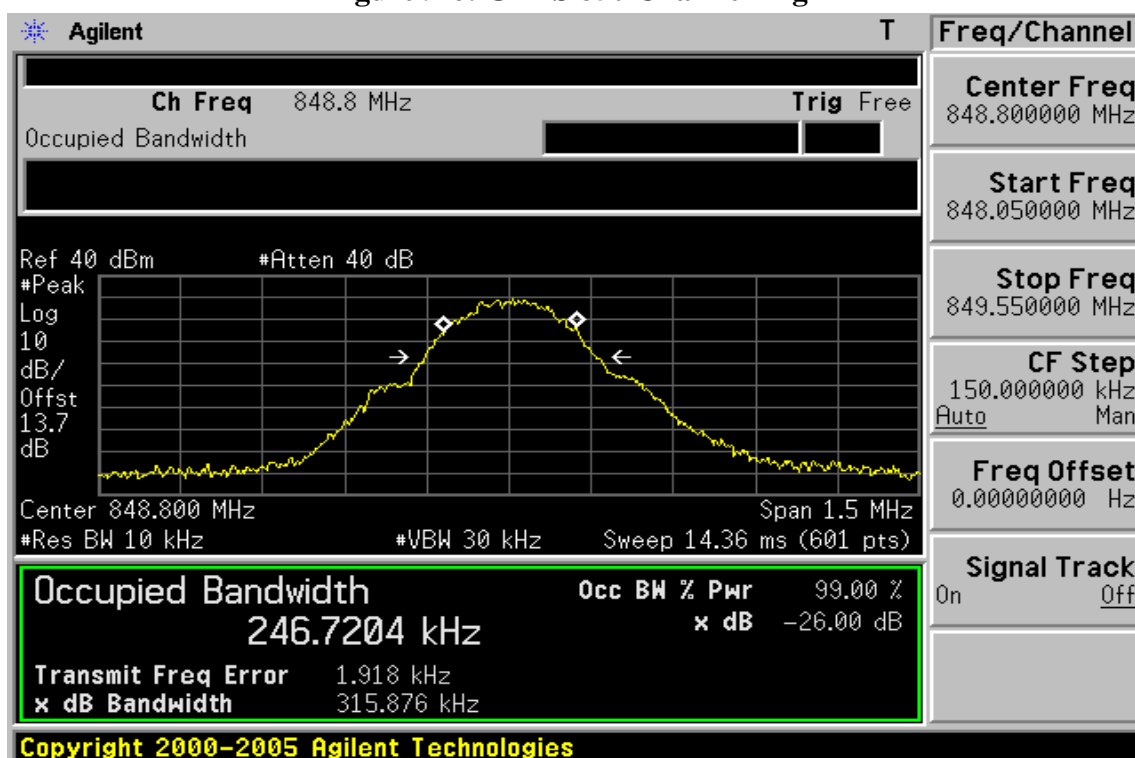 Agilent T
Ch Freq 848.8 MHz Trig Free
Occupied Bandwidth
Ref 40 dBm #Atten 40 dB
#Peak
Log
10
dB/
Offst
13.7
dB
Center 848.800 MHz Span 1.5 MHz
#Res BW 10 kHz #VBW 30 kHz Sweep 14.36 ms (601 pts)
Occupied Bandwidth Occ BW % Pwr 99.00 %
246.7204 kHz x dB -26.00 dB
Transmit Freq Error 1.918 kHz
x dB Bandwidth 315.876 kHz
Copyright 2000-2005 Agilent Technologies
Freq/Channel
Center Freq
848.800000 MHz
Start Freq
848.050000 MHz
Stop Freq
849.550000 MHz
CF Step
150.000000 kHz
Auto Man
Freq Offset
0.00000000 Hz
Signal Track
On Off